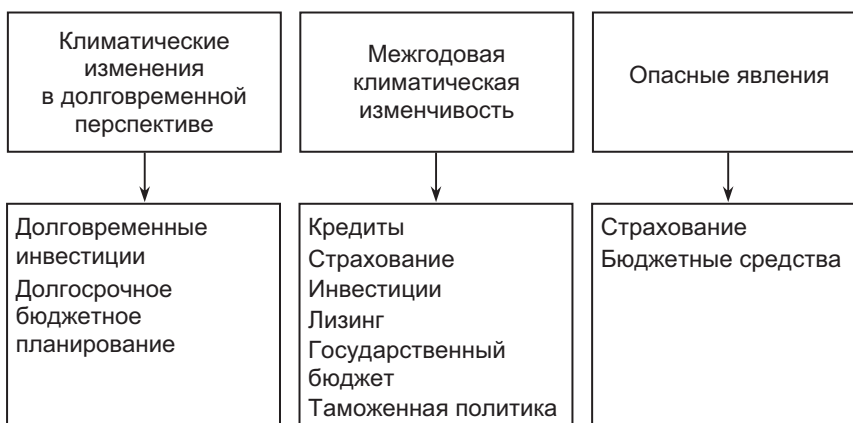 Климатические
изменения
в долговременной
перспективе
Межгодовая
климатическая
изменчивость
Опасные явления
Долговременные
инвестиции
Долгосрочное
бюджетное
планирование
Кредиты
Страхование
Инвестиции
Лизинг
Государственный
бюджет
Таможенная политика
Страхование
Бюджетные средства